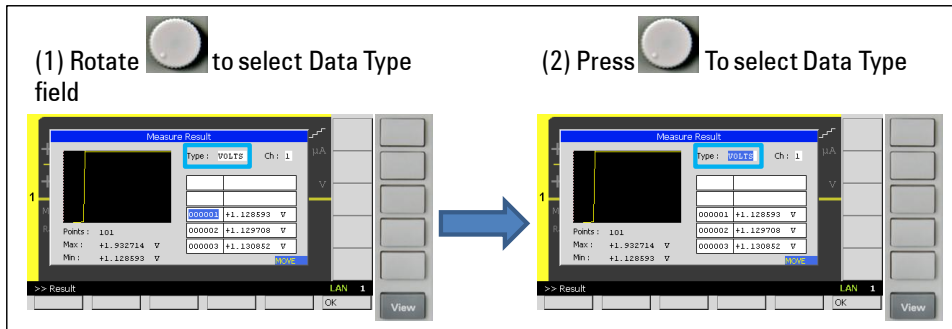 (1) Rotate to select Data Type
field
Measure Result
Type : VOLTS Ch : 1
µA
V
1
000001 +1.128593 V
000002 +1.129708 V
000003 +1.130852 V
Points : 101
Max : +1.932714 V
Min : +1.128593 V
MOVE
>> Result LAN 1
OK
View
(2) Press To select Data Type
Measure Result
Type : VOLTS Ch : 1
µA
V
1
000001 +1.128593 V
000002 +1.129708 V
000003 +1.130852 V
Points : 101
Max : +1.932714 V
Min : +1.128593 V
MOVE
>> Result LAN 1
OK
View